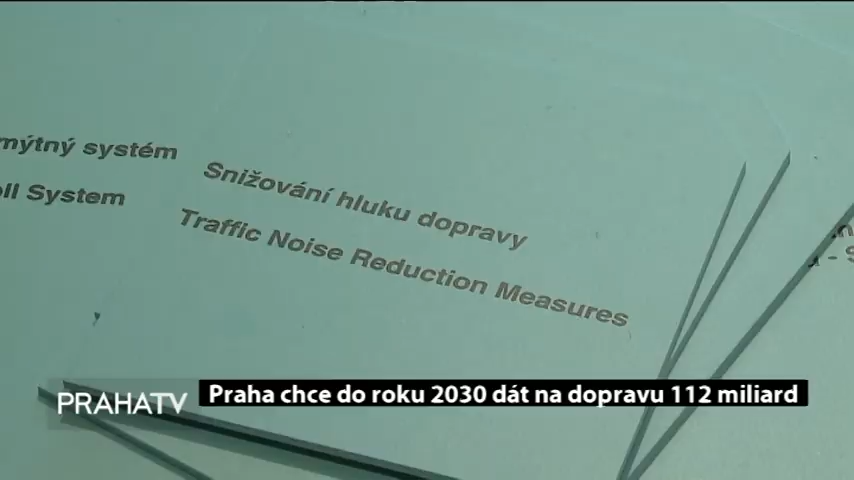 mýtný systém
System
Snižování hluku dopravy
Traffic Noise Reduction Measures
PRAHATV
Praha chce do roku 2030 dát na dopravu 112 miliard